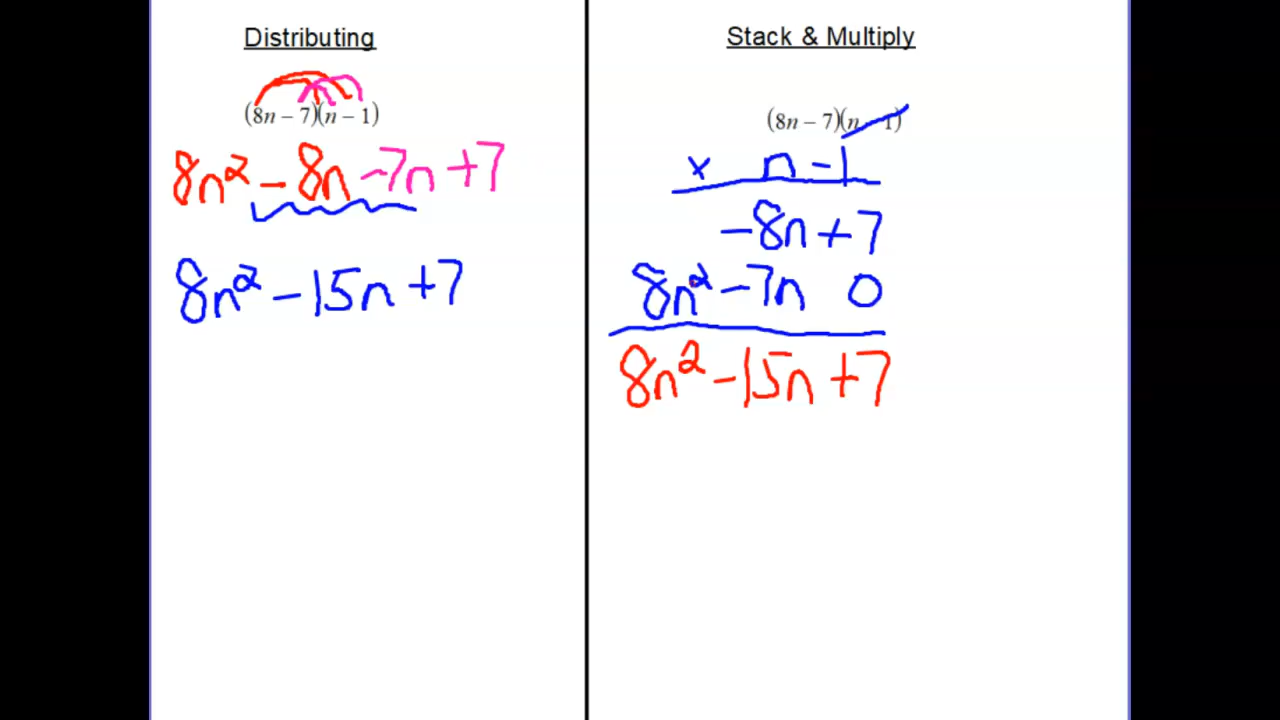 Distributing
(8n – 7)(n – 1)
8n² - 8n -7n +7
8n² -15n +7
Stack & Multiply
(8n – 7)(n – 1)
x n -1
-8n +7
8n² -7n 0
8n² -15n +7